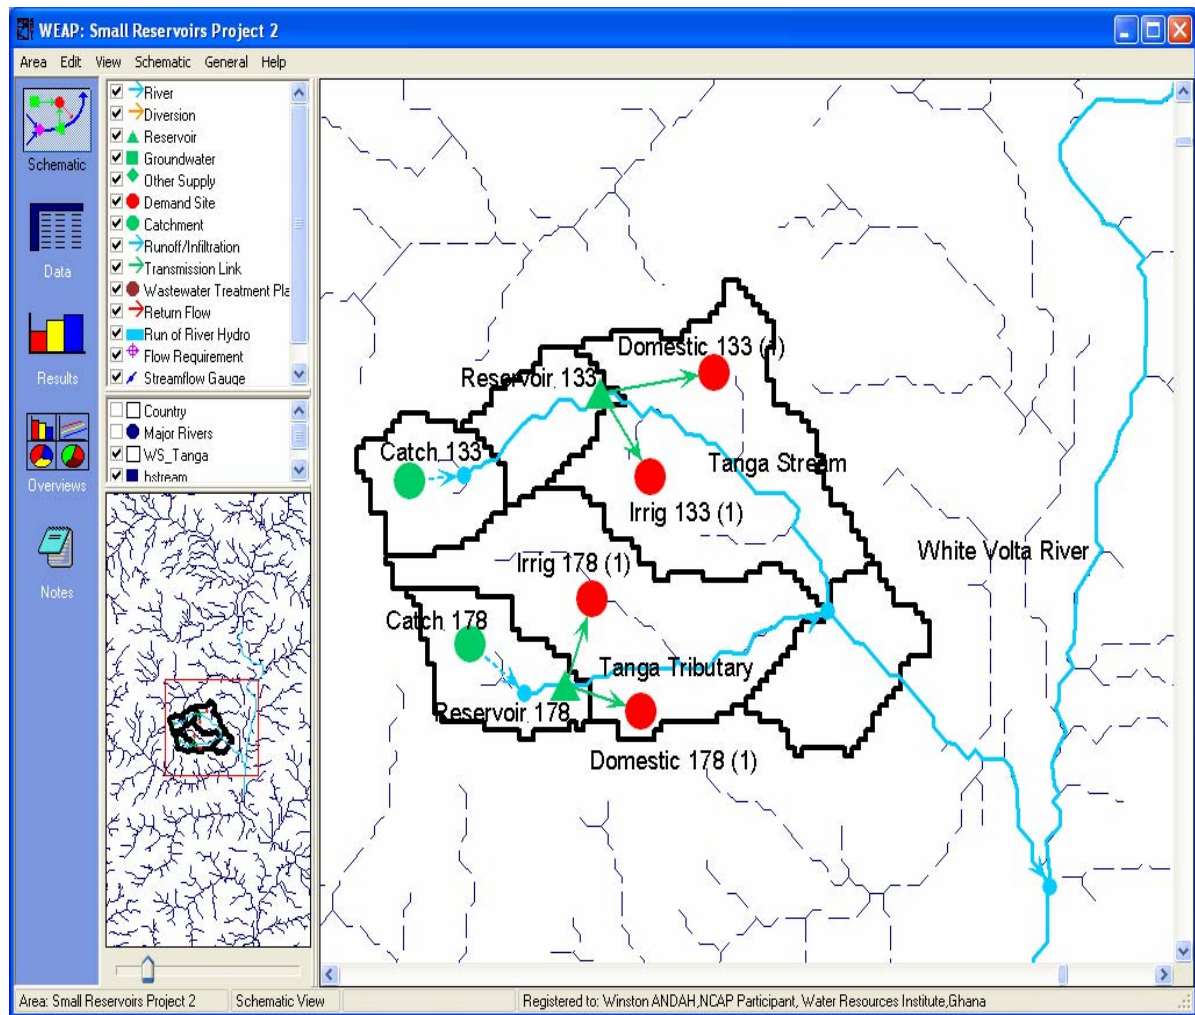 WEAP: Small Reservoirs Project 2
Area Edit View Schematic General Help
Schematic
Data
Results
Overviews
Notes
River
Diversion
Reservoir
Groundwater
Other Supply
Demand Site
Catchment
Runoff/Infiltration
Transmission Link
Wastewater Treatment Pla
Return Flow
Run of River Hydro
Flow Requirement
Streamflow Gauge
Country
Major Rivers
WS_Tanga
hstream
Domestic 133 (1)
Reservoir 133
Catch 133
Tanga Stream
Irrig 133 (1)
White Volta River
Irrig 178 (1)
Catch 178
Tanga Tributary
Reservoir 178
Domestic 178 (1)
Area: Small Reservoirs Project 2 Schematic View Registered to: Winston ANDAH,NCAP Participant, Water Resources Institute,Ghana